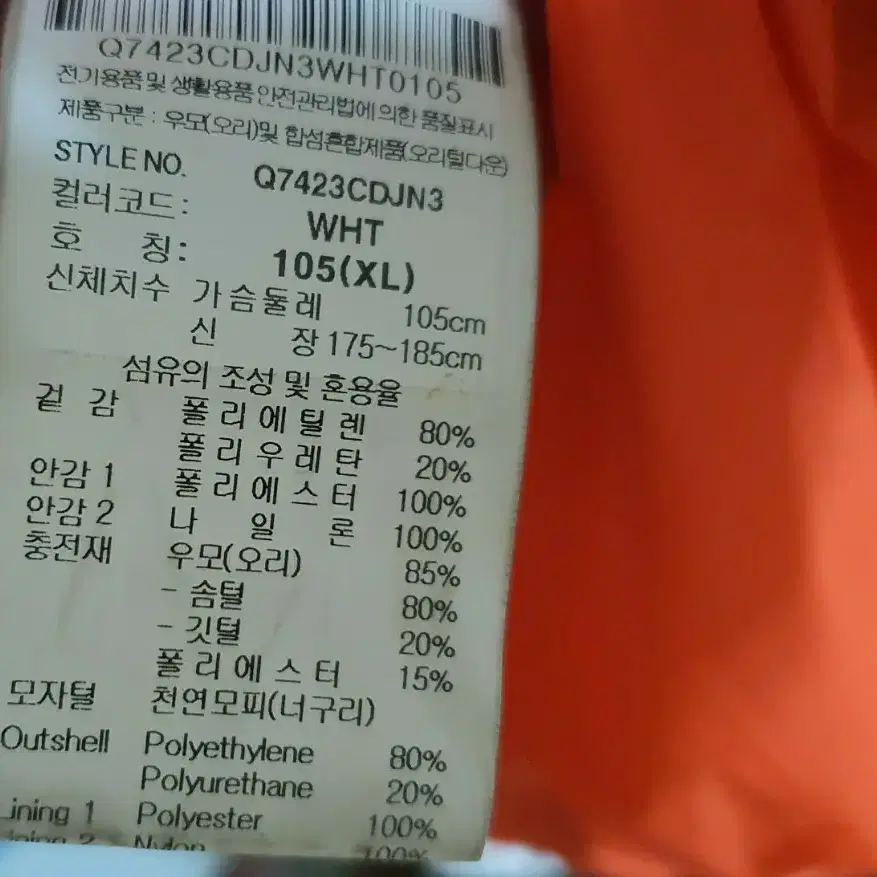 Q7423CDJN3WHT0105
전기용품 및 생활용품 안전관리법에 의한 품질표시
제품구분 : 우모(오리)및 합섬혼합제품(오리털다운)
STYLE NO. Q7423CDJN3
컬러코드 : WHT
호 칭 : 105(XL)
신체치수 가슴둘레 105cm
신 장 175~185cm
섬유의 조성 및 혼용율
겉 감 폴리에틸렌 80%
폴리우레탄 20%
안감 1 폴리에스터 100%
안감 2 나 일 론 100%
충전재 우모(오리) 85%
- 솜털 80%
- 깃털 20%
폴리에스터 15%
모자털 천연모피(너구리)
Outshell Polyethylene 80%
Polyurethane 20%
Lining 1 Polyester 100%
Lining 2 Nylon 100%